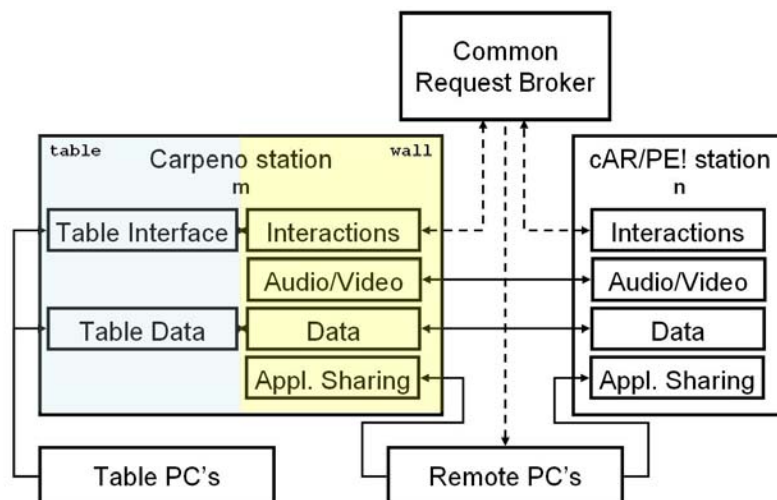 Common
Request Broker
table
wall
Carpeno station
m
cAR/PE! station
n
Table Interface
Interactions
Interactions
Audio/Video
Audio/Video
Table Data
Data
Data
Appl. Sharing
Appl. Sharing
Table PC's
Remote PC's